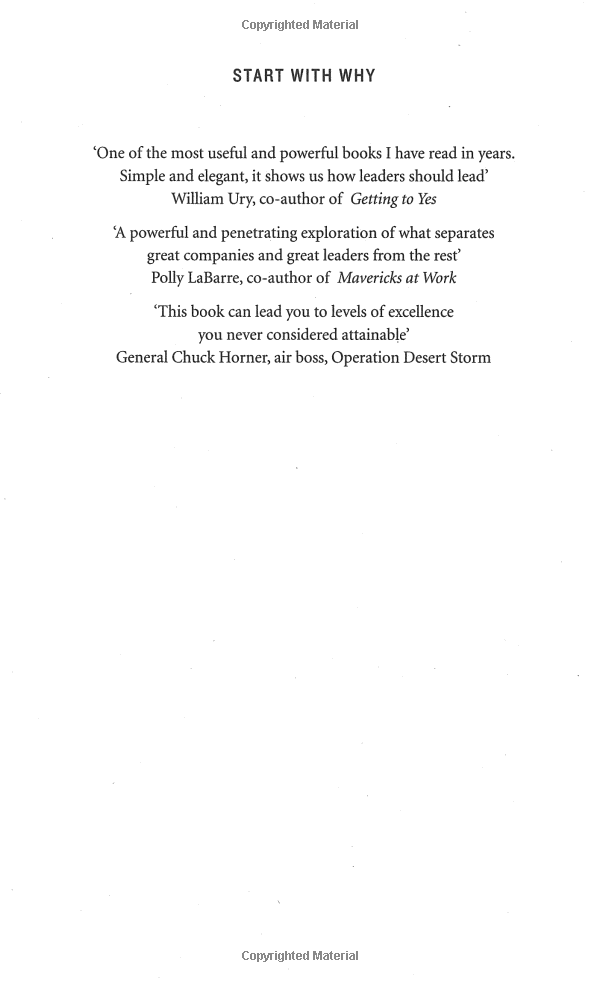 Copyrighted Material
START WITH WHY
‘One of the most useful and powerful books I have read in years.
Simple and elegant, it shows us how leaders should lead’
William Ury, co-author of Getting to Yes
‘A powerful and penetrating exploration of what separates
great companies and great leaders from the rest’
Polly LaBarre, co-author of Mavericks at Work
‘This book can lead you to levels of excellence
you never considered attainable’
General Chuck Horner, air boss, Operation Desert Storm
Copyrighted Material